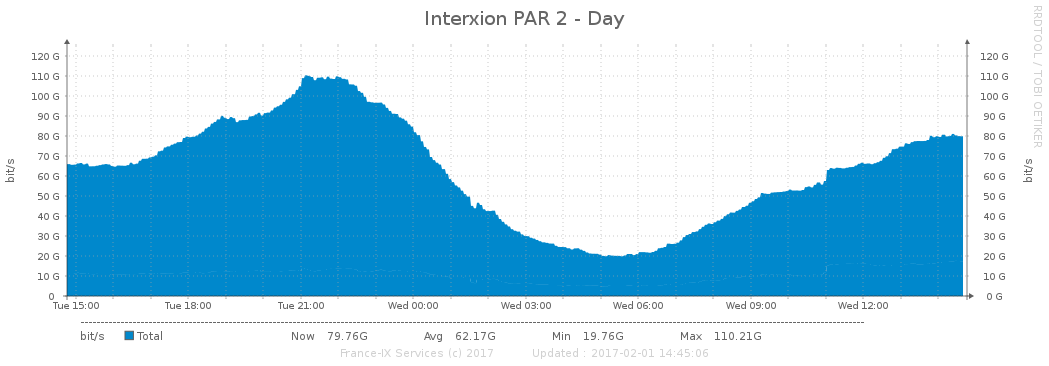 Interxion PAR 2 - Day
RRDTOOL / TOBI OETIKER
bit/s
120 G 120 G
110 G 110 G
100 G 100 G
90 G 90 G
80 G 80 G
70 G 70 G
60 G 60 G
50 G 50 G
40 G 40 G
30 G 30 G
20 G 20 G
10 G 10 G
0 0 G
bit/s
Tue 15:00 Tue 18:00 Tue 21:00 Wed 00:00 Wed 03:00 Wed 06:00 Wed 09:00 Wed 12:00
bit/s Total Now 79.76G Avg 62.17G Min 19.76G Max 110.21G
France-IX Services (c) 2017 Updated : 2017-02-01 14:45:06